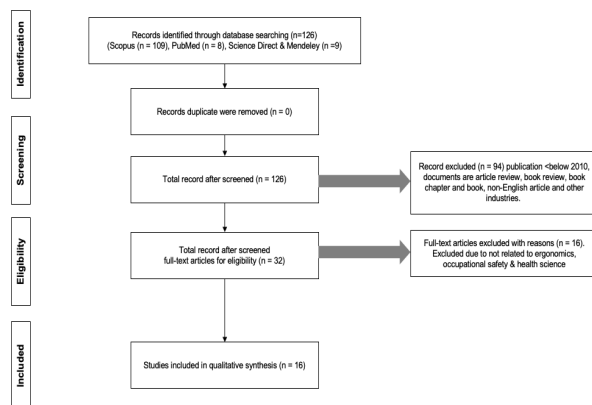 Identification
Records identified through database searching (n=126)
(Scopus (n = 109), PubMed (n = 8), Science Direct & Mendeley (n =9)
Records duplicate were removed (n = 0)
Screening
Total record after screened (n = 126)
Record excluded (n = 94) publication <below 2010,
documents are article review, book review, book
chapter and book, non-English article and other
industries.
Eligibility
Total record after screened
full-text articles for eligibility (n = 32)
Full-text articles excluded with reasons (n = 16).
Excluded due to not related to ergonomics,
occupational safety & health science
Included
Studies included in qualitative synthesis (n = 16)